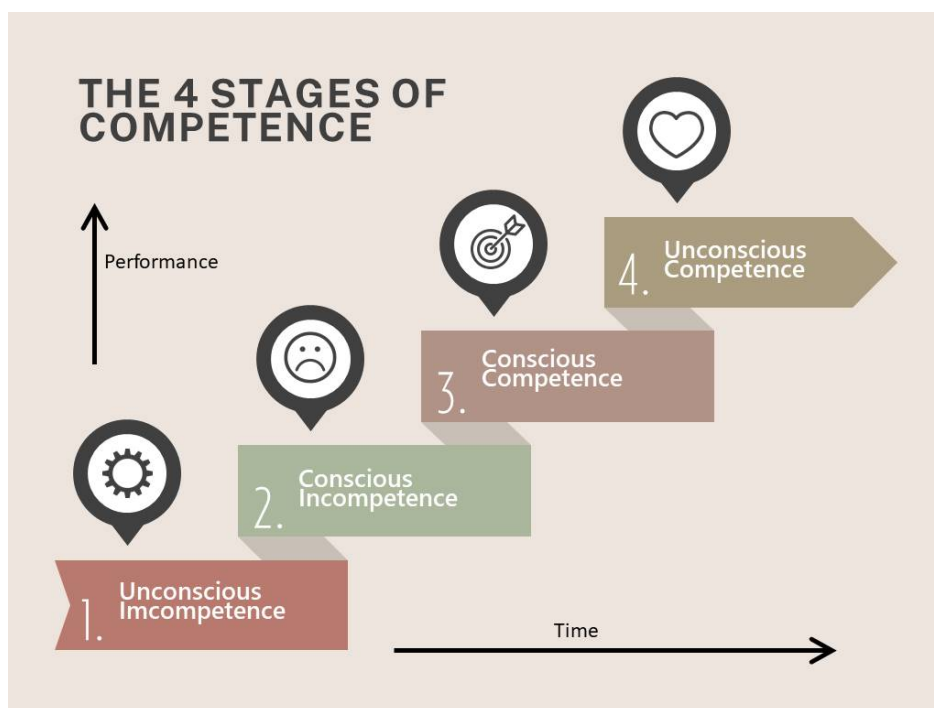 THE 4 STAGES OF
COMPETENCE
Performance
4.
Unconscious
Competence
3.
Conscious
Competence
2.
Conscious
Incompetence
1.
Unconscious
Imcompetence
Time